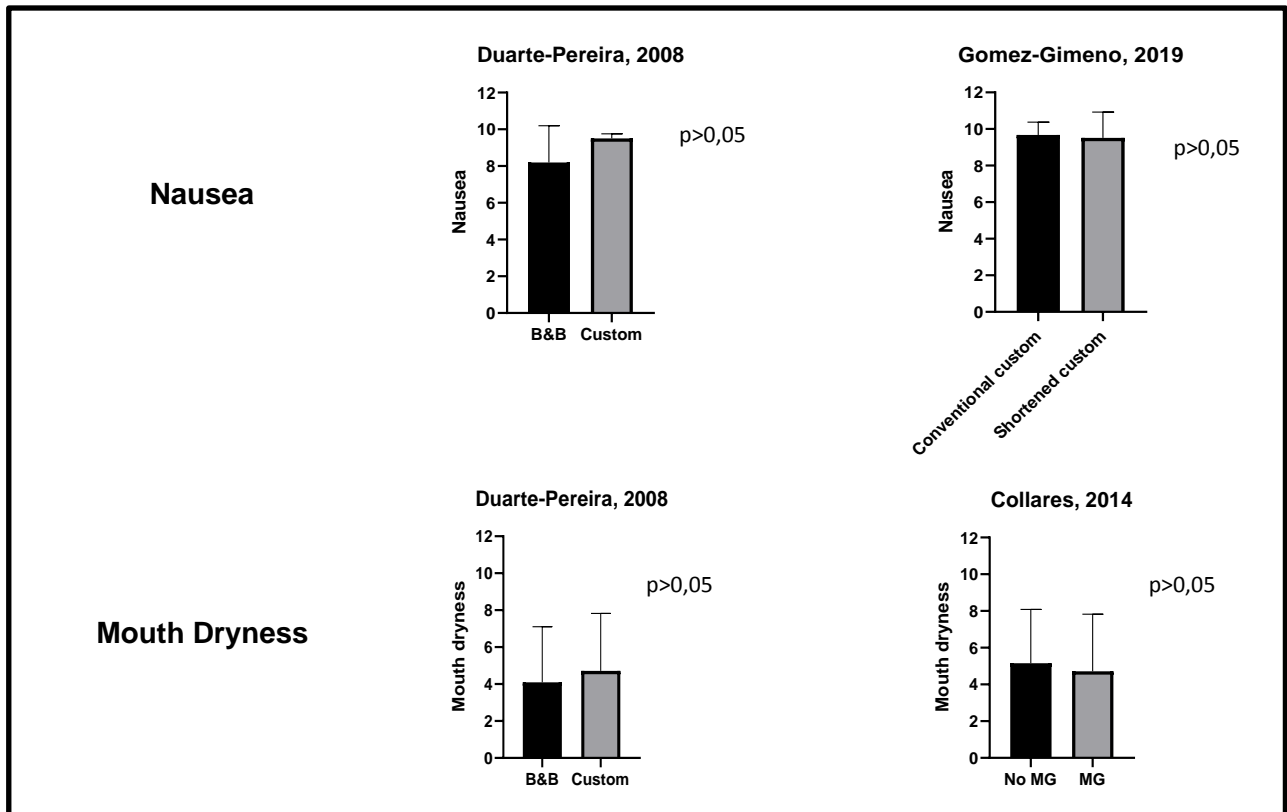 Nausea
Duarte-Pereira, 2008
Nausea
12
10
8
6
4
2
0
B&B Custom
p>0,05
Gomez-Gimeno, 2019
Nausea
12
10
8
6
4
2
0
Conventional custom
Shortened custom
p>0,05
Mouth Dryness
Duarte-Pereira, 2008
Mouth dryness
12
10
8
6
4
2
0
B&B Custom
p>0,05
Collares, 2014
Mouth dryness
12
10
8
6
4
2
0
No MG MG
p>0,05